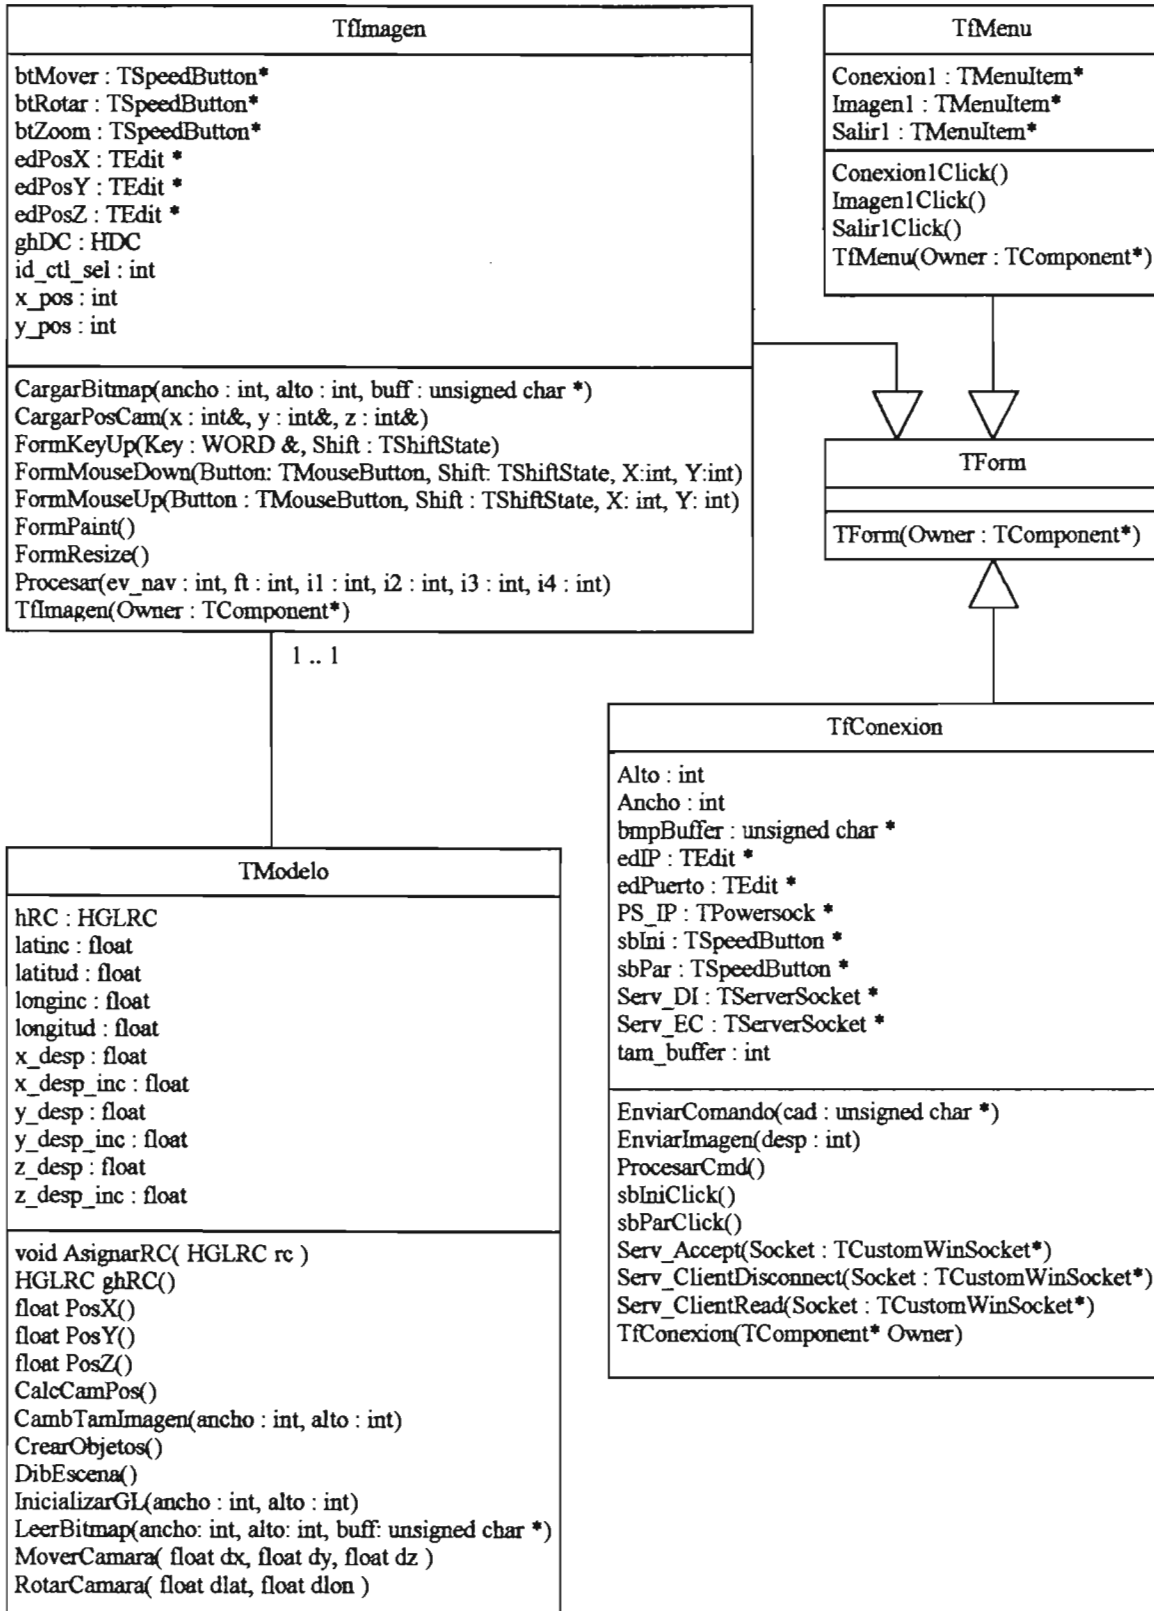 TfImagen
btMover : TSpeedButton*
btRotar : TSpeedButton*
btZoom : TSpeedButton*
edPosX : TEdit *
edPosY : TEdit *
edPosZ : TEdit *
ghDC : HDC
id_ctl_sel : int
x_pos : int
y_pos : int
CargarBitmap(ancho : int, alto : int, buff : unsigned char *)
CargarPosCam(x : int&, y : int&, z : int&)
FormKeyUp(Key : WORD &, Shift : TShiftState)
FormMouseDown(Button: TMouseButton, Shift: TShiftState, X:int, Y:int)
FormMouseUp(Button : TMouseButton, Shift : TShiftState, X: int, Y: int)
FormPaint()
FormResize()
Procesar(ev_nav : int, ft : int, i1 : int, i2 : int, i3 : int, i4 : int)
TfImagen(Owner : TComponent*)
1 .. 1
TfMenu
Conexion1 : TMenuItem*
Imagen1 : TMenuItem*
Salir1 : TMenuItem*
Conexion1Click()
Imagen1Click()
Salir1Click()
TfMenu(Owner : TComponent*)
TForm
TForm(Owner : TComponent*)
TfConexion
Alto : int
Ancho : int
bmpBuffer : unsigned char *
edIP : TEdit *
edPuerto : TEdit *
PS_IP : TPowersock *
sbIni : TSpeedButton *
sbPar : TSpeedButton *
Serv_DI : TServerSocket *
Serv_EC : TServerSocket *
tam_buffer : int
EnviarComando(cad : unsigned char *)
EnviarImagen(desp : int)
ProcesarCmd()
sbIniClick()
sbParClick()
Serv_Accept(Socket : TCustomWinSocket*)
Serv_ClientDisconnect(Socket : TCustomWinSocket*)
Serv_ClientRead(Socket : TCustomWinSocket*)
TfConexion(TComponent* Owner)
TModelo
hRC : HGLRC
latinc : float
latitud : float
longinc : float
longitud : float
x_desp : float
x_desp_inc : float
y_desp : float
y_desp_inc : float
z_desp : float
z_desp_inc : float
void AsignarRC( HGLRC rc )
HGLRC ghRC()
float PosX()
float PosY()
float PosZ()
CalcCamPos()
CambTamImagen(ancho : int, alto : int)
CrearObjetos()
DibEscena()
InicializarGL(ancho : int, alto : int)
LeerBitmap(ancho: int, alto: int, buff: unsigned char *)
MoverCamara( float dx, float dy, float dz )
RotarCamara( float dlat, float dlon )